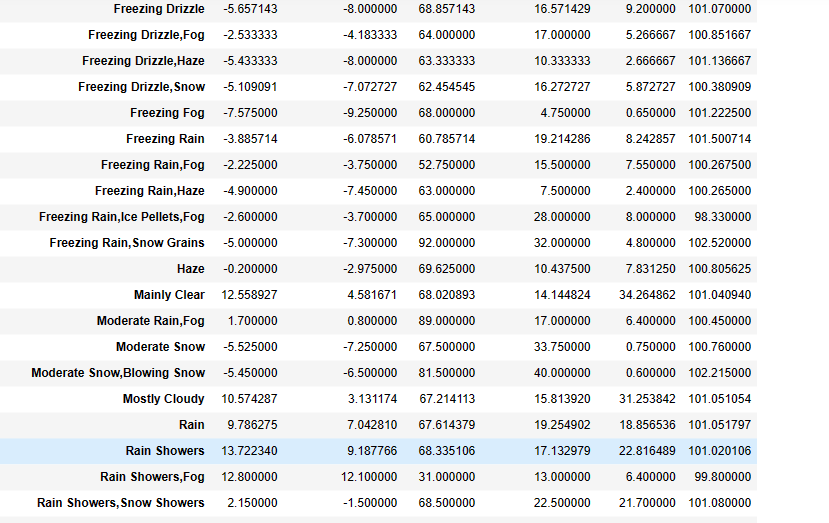 Freezing Drizzle -5.657143 -8.000000 68.857143 16.571429 9.200000 101.070000
Freezing Drizzle,Fog -2.533333 -4.183333 64.000000 17.000000 5.266667 100.851667
Freezing Drizzle,Haze -5.433333 -8.000000 63.333333 10.333333 2.666667 101.136667
Freezing Drizzle,Snow -5.109091 -7.072727 62.454545 16.272727 5.872727 100.380909
Freezing Fog -7.575000 -9.250000 68.000000 4.750000 0.650000 101.222500
Freezing Rain -3.885714 -6.078571 60.785714 19.214286 8.242857 101.500714
Freezing Rain,Fog -2.225000 -3.750000 52.750000 15.500000 7.550000 100.267500
Freezing Rain,Haze -4.900000 -7.450000 63.000000 7.500000 2.400000 100.265000
Freezing Rain,Ice Pellets,Fog -2.600000 -3.700000 65.000000 28.000000 8.000000 98.330000
Freezing Rain,Snow Grains -5.000000 -7.300000 92.000000 32.000000 4.800000 102.520000
Haze -0.200000 -2.975000 69.625000 10.437500 7.831250 100.805625
Mainly Clear 12.558927 4.581671 68.020893 14.144824 34.264862 101.040940
Moderate Rain,Fog 1.700000 0.800000 89.000000 17.000000 6.400000 100.450000
Moderate Snow -5.525000 -7.250000 67.500000 33.750000 0.750000 100.760000
Moderate Snow,Blowing Snow -5.450000 -6.500000 81.500000 40.000000 0.600000 102.215000
Mostly Cloudy 10.574287 3.131174 67.214113 15.813920 31.253842 101.051054
Rain 9.786275 7.042810 67.614379 19.254902 18.856536 101.051797
Rain Showers 13.722340 9.187766 68.335106 17.132979 22.816489 101.020106
Rain Showers,Fog 12.800000 12.100000 31.000000 13.000000 6.400000 99.800000
Rain Showers,Snow Showers 2.150000 -1.500000 68.500000 22.500000 21.700000 101.080000